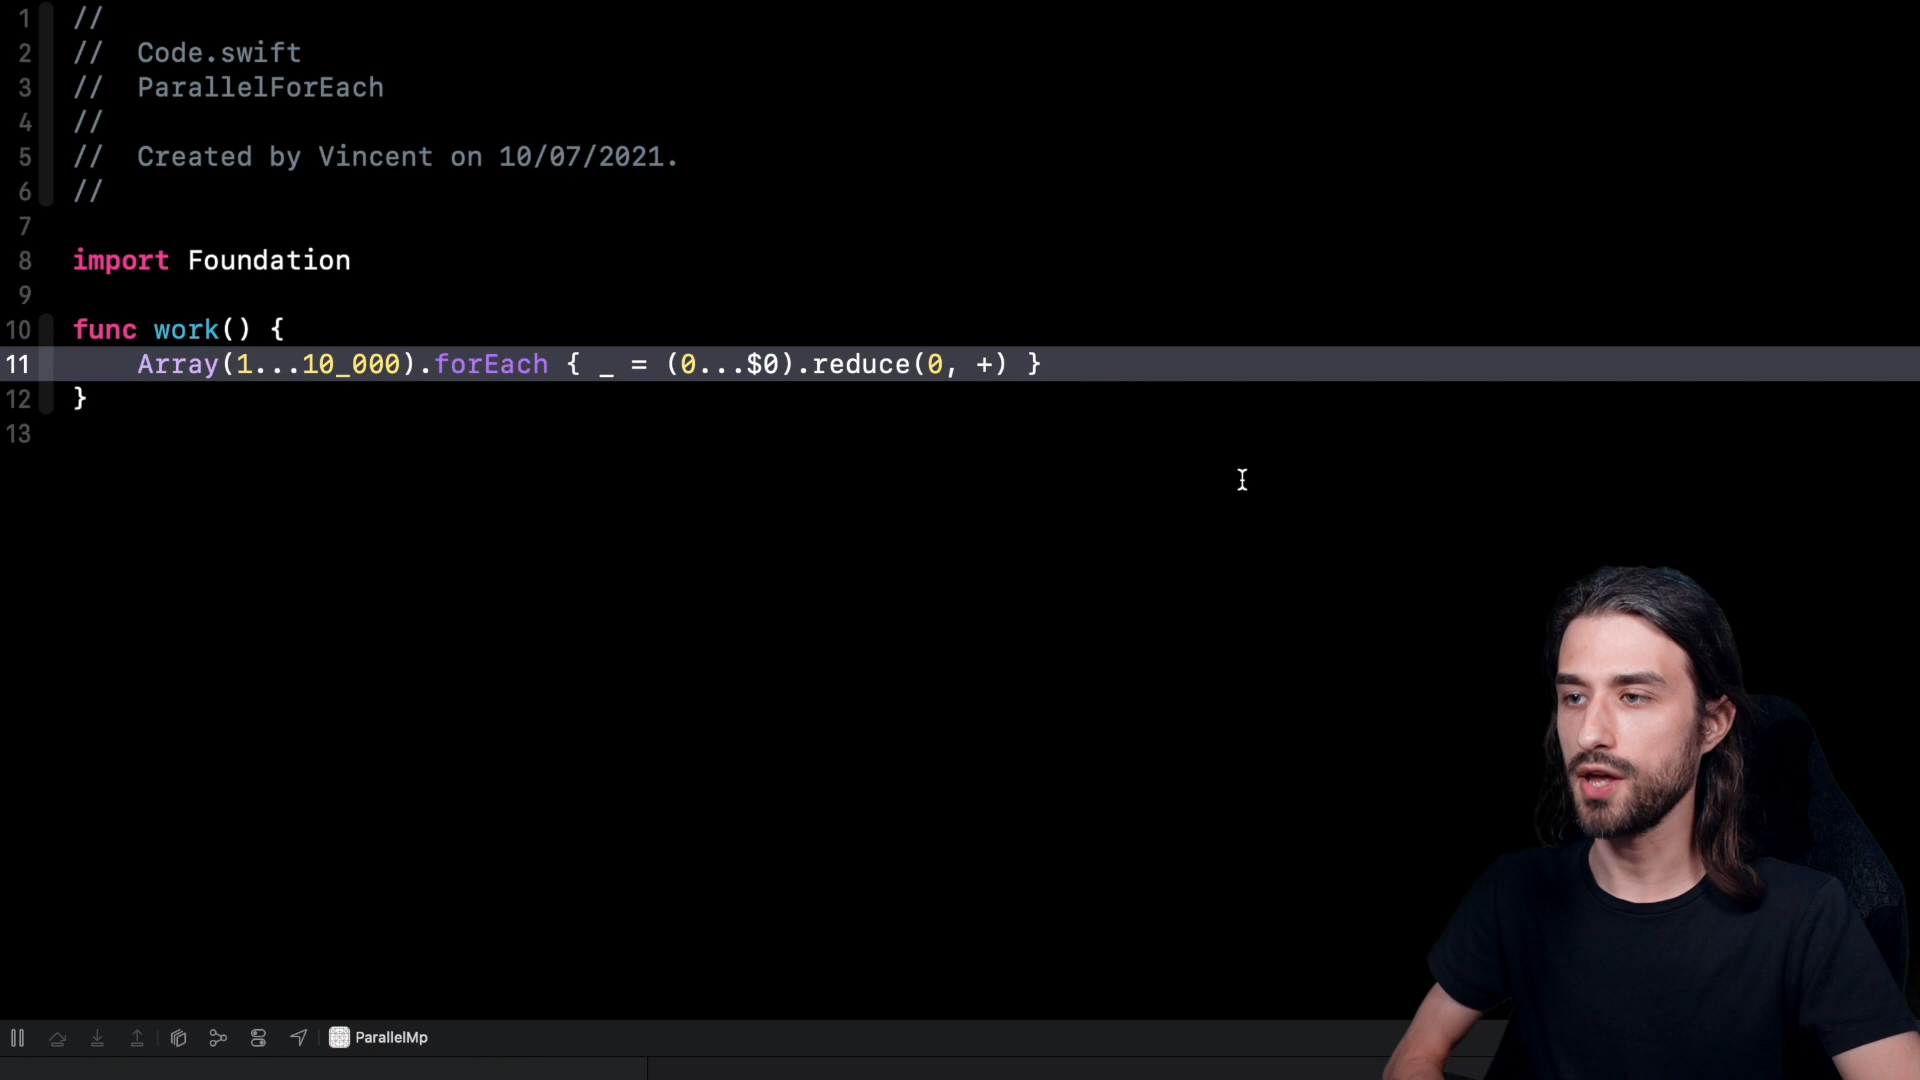 1 //
2 //  Code.swift
3 //  ParallelForEach
4 //
5 //  Created by Vincent on 10/07/2021.
6 //
7
8 import Foundation
9
10 func work() {
11     Array(1...10_000).forEach { _ = (0...$0).reduce(0, +) }
12 }
13
ParallelMp